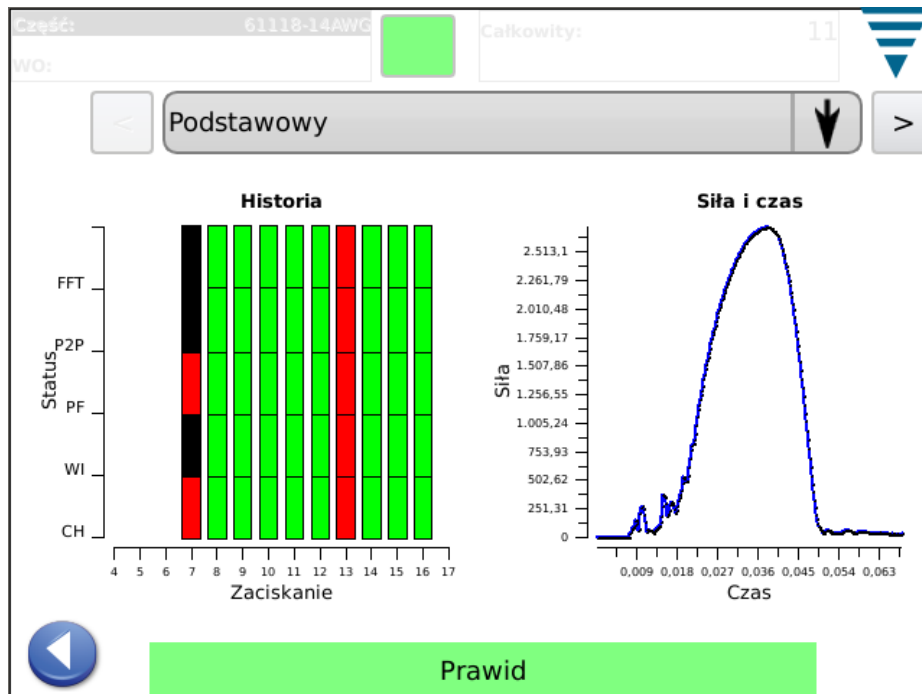 Część: 61118-14AWG
WO:
Całkowity: 11
<
Podstawowy
>
Historia
FFT
P2P
PF
WI
CH
Status
4 5 6 7 8 9 10 11 12 13 14 15 16 17
Zaciskanie
Siła i czas
2.513,1
2.261,79
2.010,48
1.759,17
1.507,86
1.256,55
1.005,24
753,93
502,62
251,31
0
Siła
0,009 0,018 0,027 0,036 0,045 0,054 0,063
Czas
Prawid